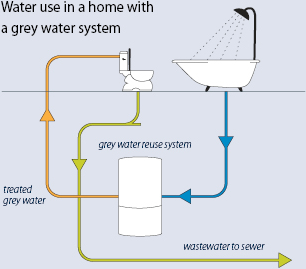 Water use in a home with
a grey water system
grey water reuse system
treated
grey water
wastewater to sewer